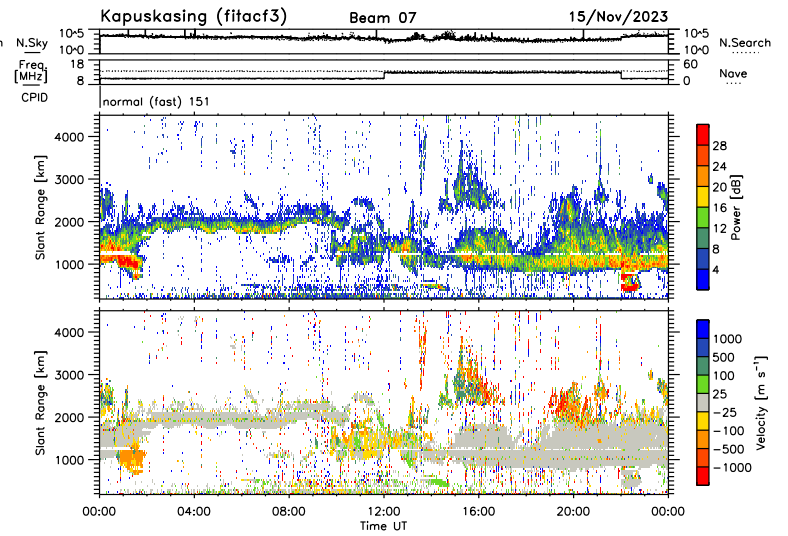 Kapuskasing (fitacf3) Beam 07 15/Nov/2023
N.Sky 10^5 10^0 10^5 10^0 N.Search
Freq. [MHz] 18 8 60 0 Nave
CPID normal (fast) 151
4000
3000
2000
1000
Slant Range [km]
28
24
20
16
12
8
4
Power [dB]
4000
3000
2000
1000
Slant Range [km]
1000
500
100
25
-25
-100
-500
-1000
Velocity [m s⁻¹]
00:00 04:00 08:00 12:00 16:00 20:00 00:00
Time UT